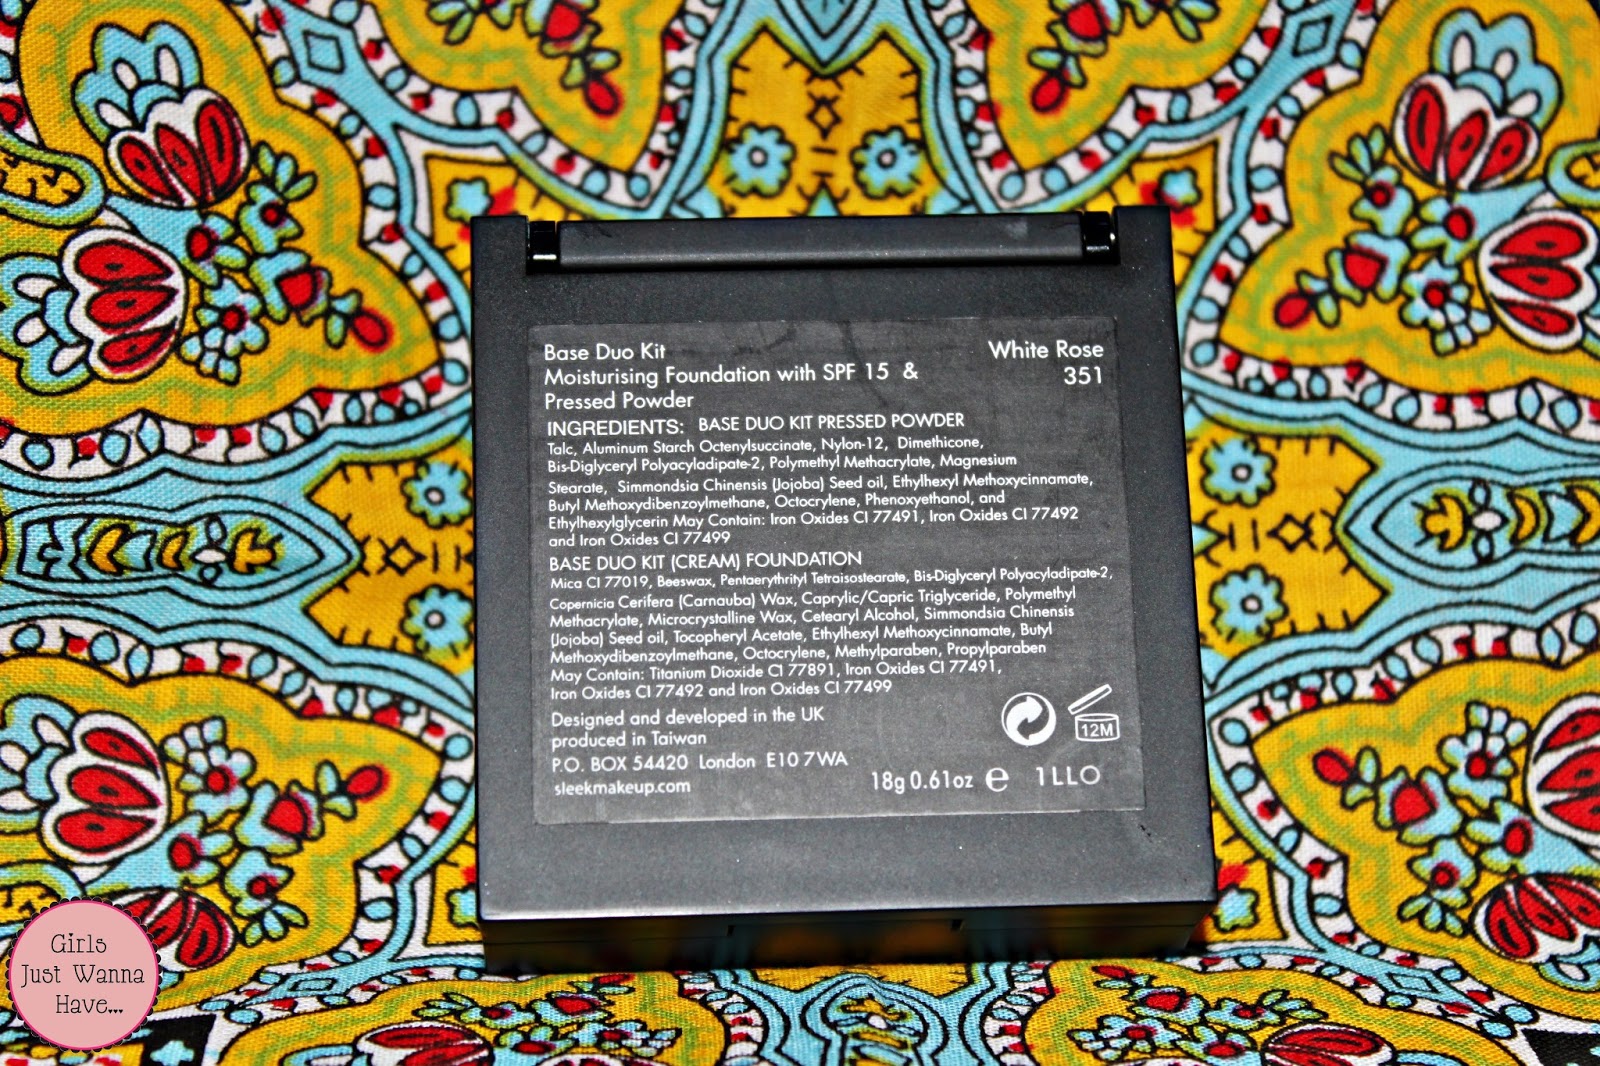 Base Duo Kit
Moisturising Foundation with SPF 15 &
Pressed Powder
White Rose
351
INGREDIENTS: BASE DUO KIT PRESSED POWDER
Talc, Aluminum Starch Octenylsuccinate, Nylon-12, Dimethicone,
Bis-Diglyceryl Polyacyladipate-2, Polymethyl Methacrylate, Magnesium
Stearate, Simmondsia Chinensis (Jojoba) Seed oil, Ethylhexyl Methoxycinnamate,
Butyl Methoxydibenzoylmethane, Octocrylene, Phenoxyethanol, and
Ethylhexylglycerin May Contain: Iron Oxides CI 77491, Iron Oxides CI 77492
and Iron Oxides CI 77499
BASE DUO KIT (CREAM) FOUNDATION
Mica CI 77019, Beeswax, Pentaerythrityl Tetraisostearate, Bis-Diglyceryl Polyacyladipate-2,
Copernicia Cerifera (Carnauba) Wax, Caprylic/Capric Triglyceride, Polymethyl
Methacrylate, Microcrystalline Wax, Cetearyl Alcohol, Simmondsia Chinensis
(Jojoba) Seed oil, Tocopheryl Acetate, Ethylhexyl Methoxycinnamate, Butyl
Methoxydibenzoylmethane, Octocrylene, Methylparaben, Propylparaben
May Contain: Titanium Dioxide CI 77891, Iron Oxides CI 77491,
Iron Oxides CI 77492 and Iron Oxides CI 77499
Designed and developed in the UK
produced in Taiwan
P.O. BOX 54420 London E10 7WA
sleekmakeup.com
12M
18g 0.61oz e 1LLO
Girls
Just Wanna
Have...